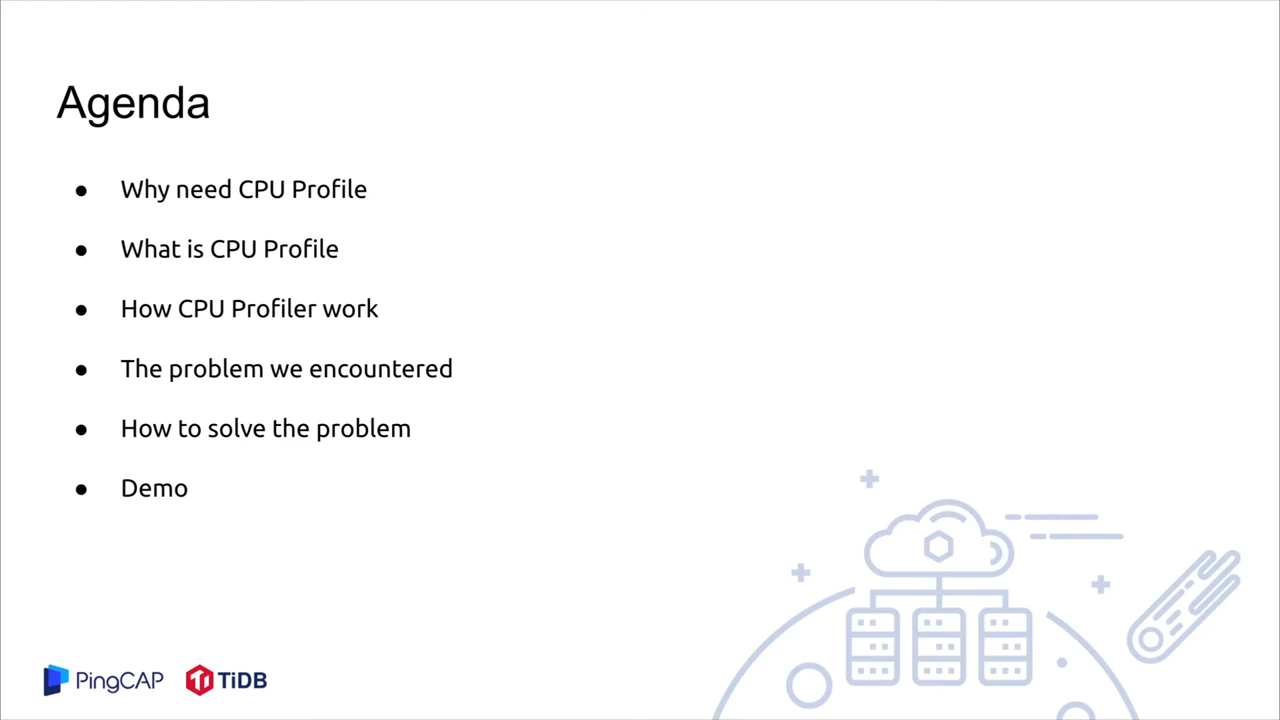 Agenda
● Why need CPU Profile
● What is CPU Profile
● How CPU Profiler work
● The problem we encountered
● How to solve the problem
● Demo
PingCAP TiDB